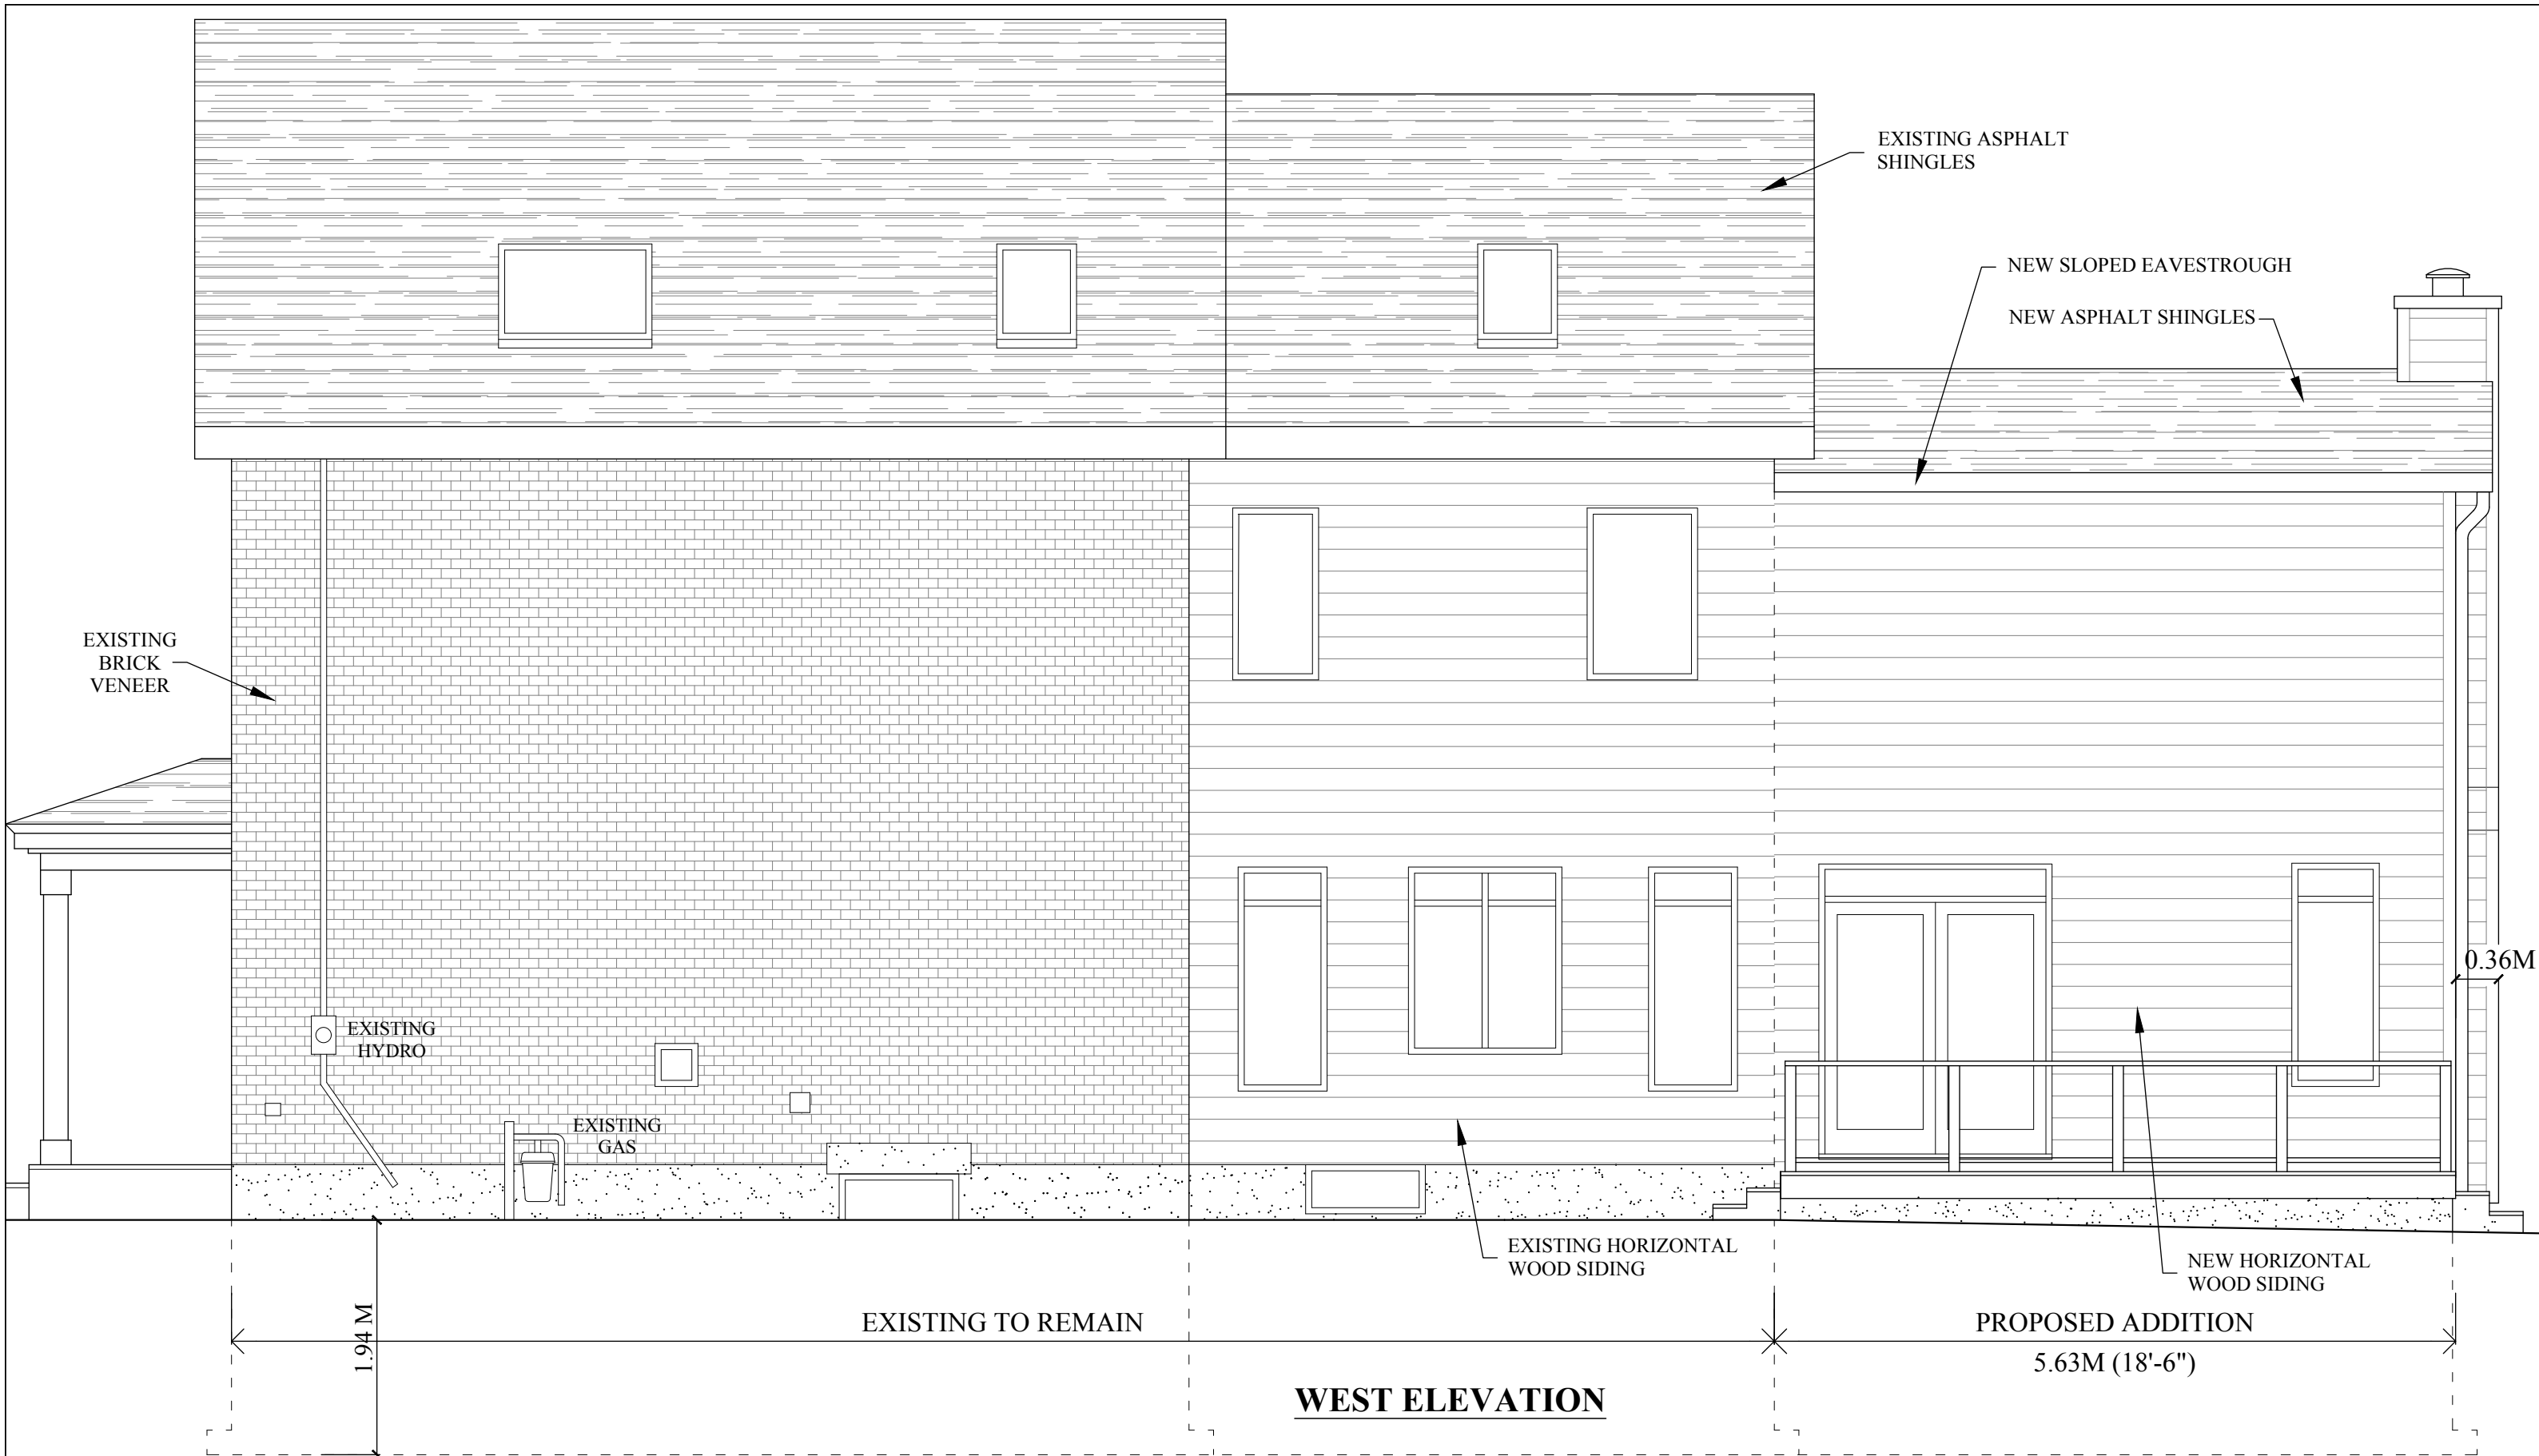 EXISTING ASPHALT
SHINGLES
NEW SLOPED EAVESTROUGH
NEW ASPHALT SHINGLES
EXISTING
BRICK
VENEER
0.36M
EXISTING
HYDRO
EXISTING
GAS
EXISTING HORIZONTAL
WOOD SIDING
NEW HORIZONTAL
WOOD SIDING
1.94 M
EXISTING TO REMAIN
PROPOSED ADDITION
5.63M (18'-6")
WEST ELEVATION